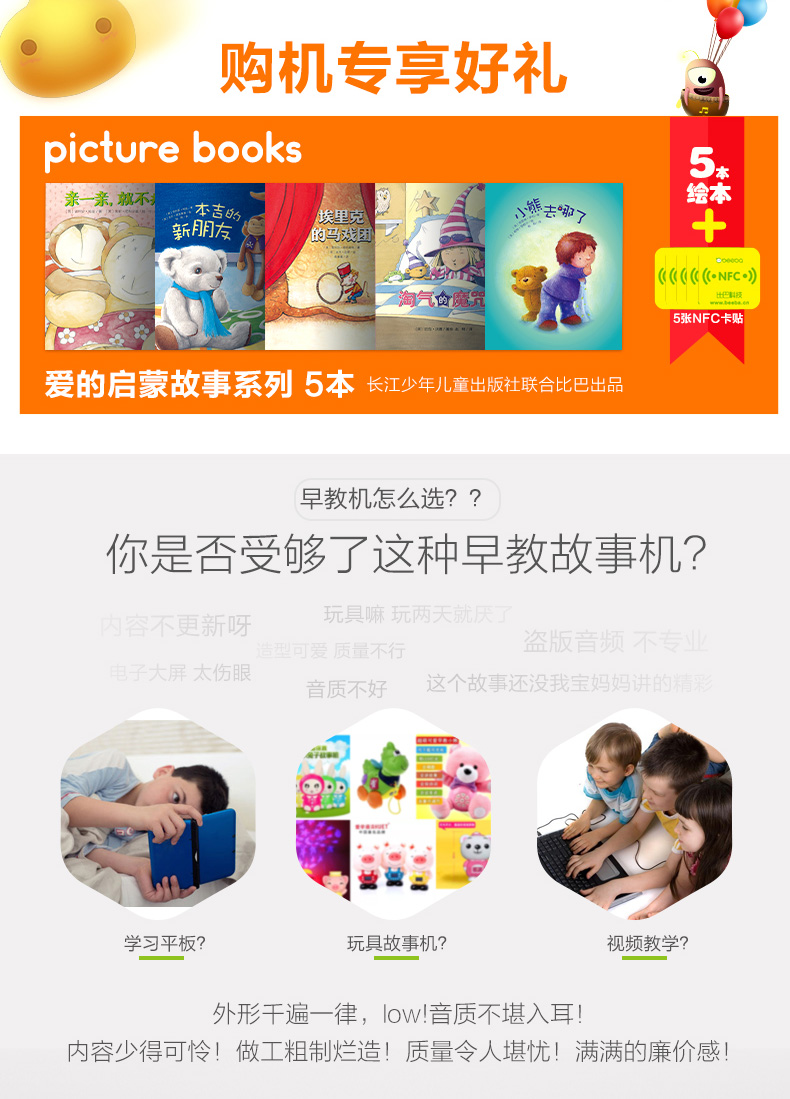 购机专享好礼
picture books
5本
绘本
+
亲一亲，就不
本吉的
新朋友
埃里克
的马戏团
淘气的魔咒
小熊去哪了
beeba
NFC
比巴科技
www.beeba.cn
5张NFC卡贴
爱的启蒙故事系列 5本 长江少年儿童出版社联合比巴出品
早教机怎么选？？
你是否受够了这种早教故事机?
玩具嘛 玩两天就厌了
内容不更新呀
盗版音频 不专业
造型可爱 质量不行
电子大屏 太伤眼
音质不好
这个故事还没我宝妈妈讲的精彩
学习平板?
玩具故事机?
视频教学?
外形千遍一律，low!音质不堪入耳！
内容少得可怜！做工粗制烂造！质量令人堪忧！满满的廉价感！